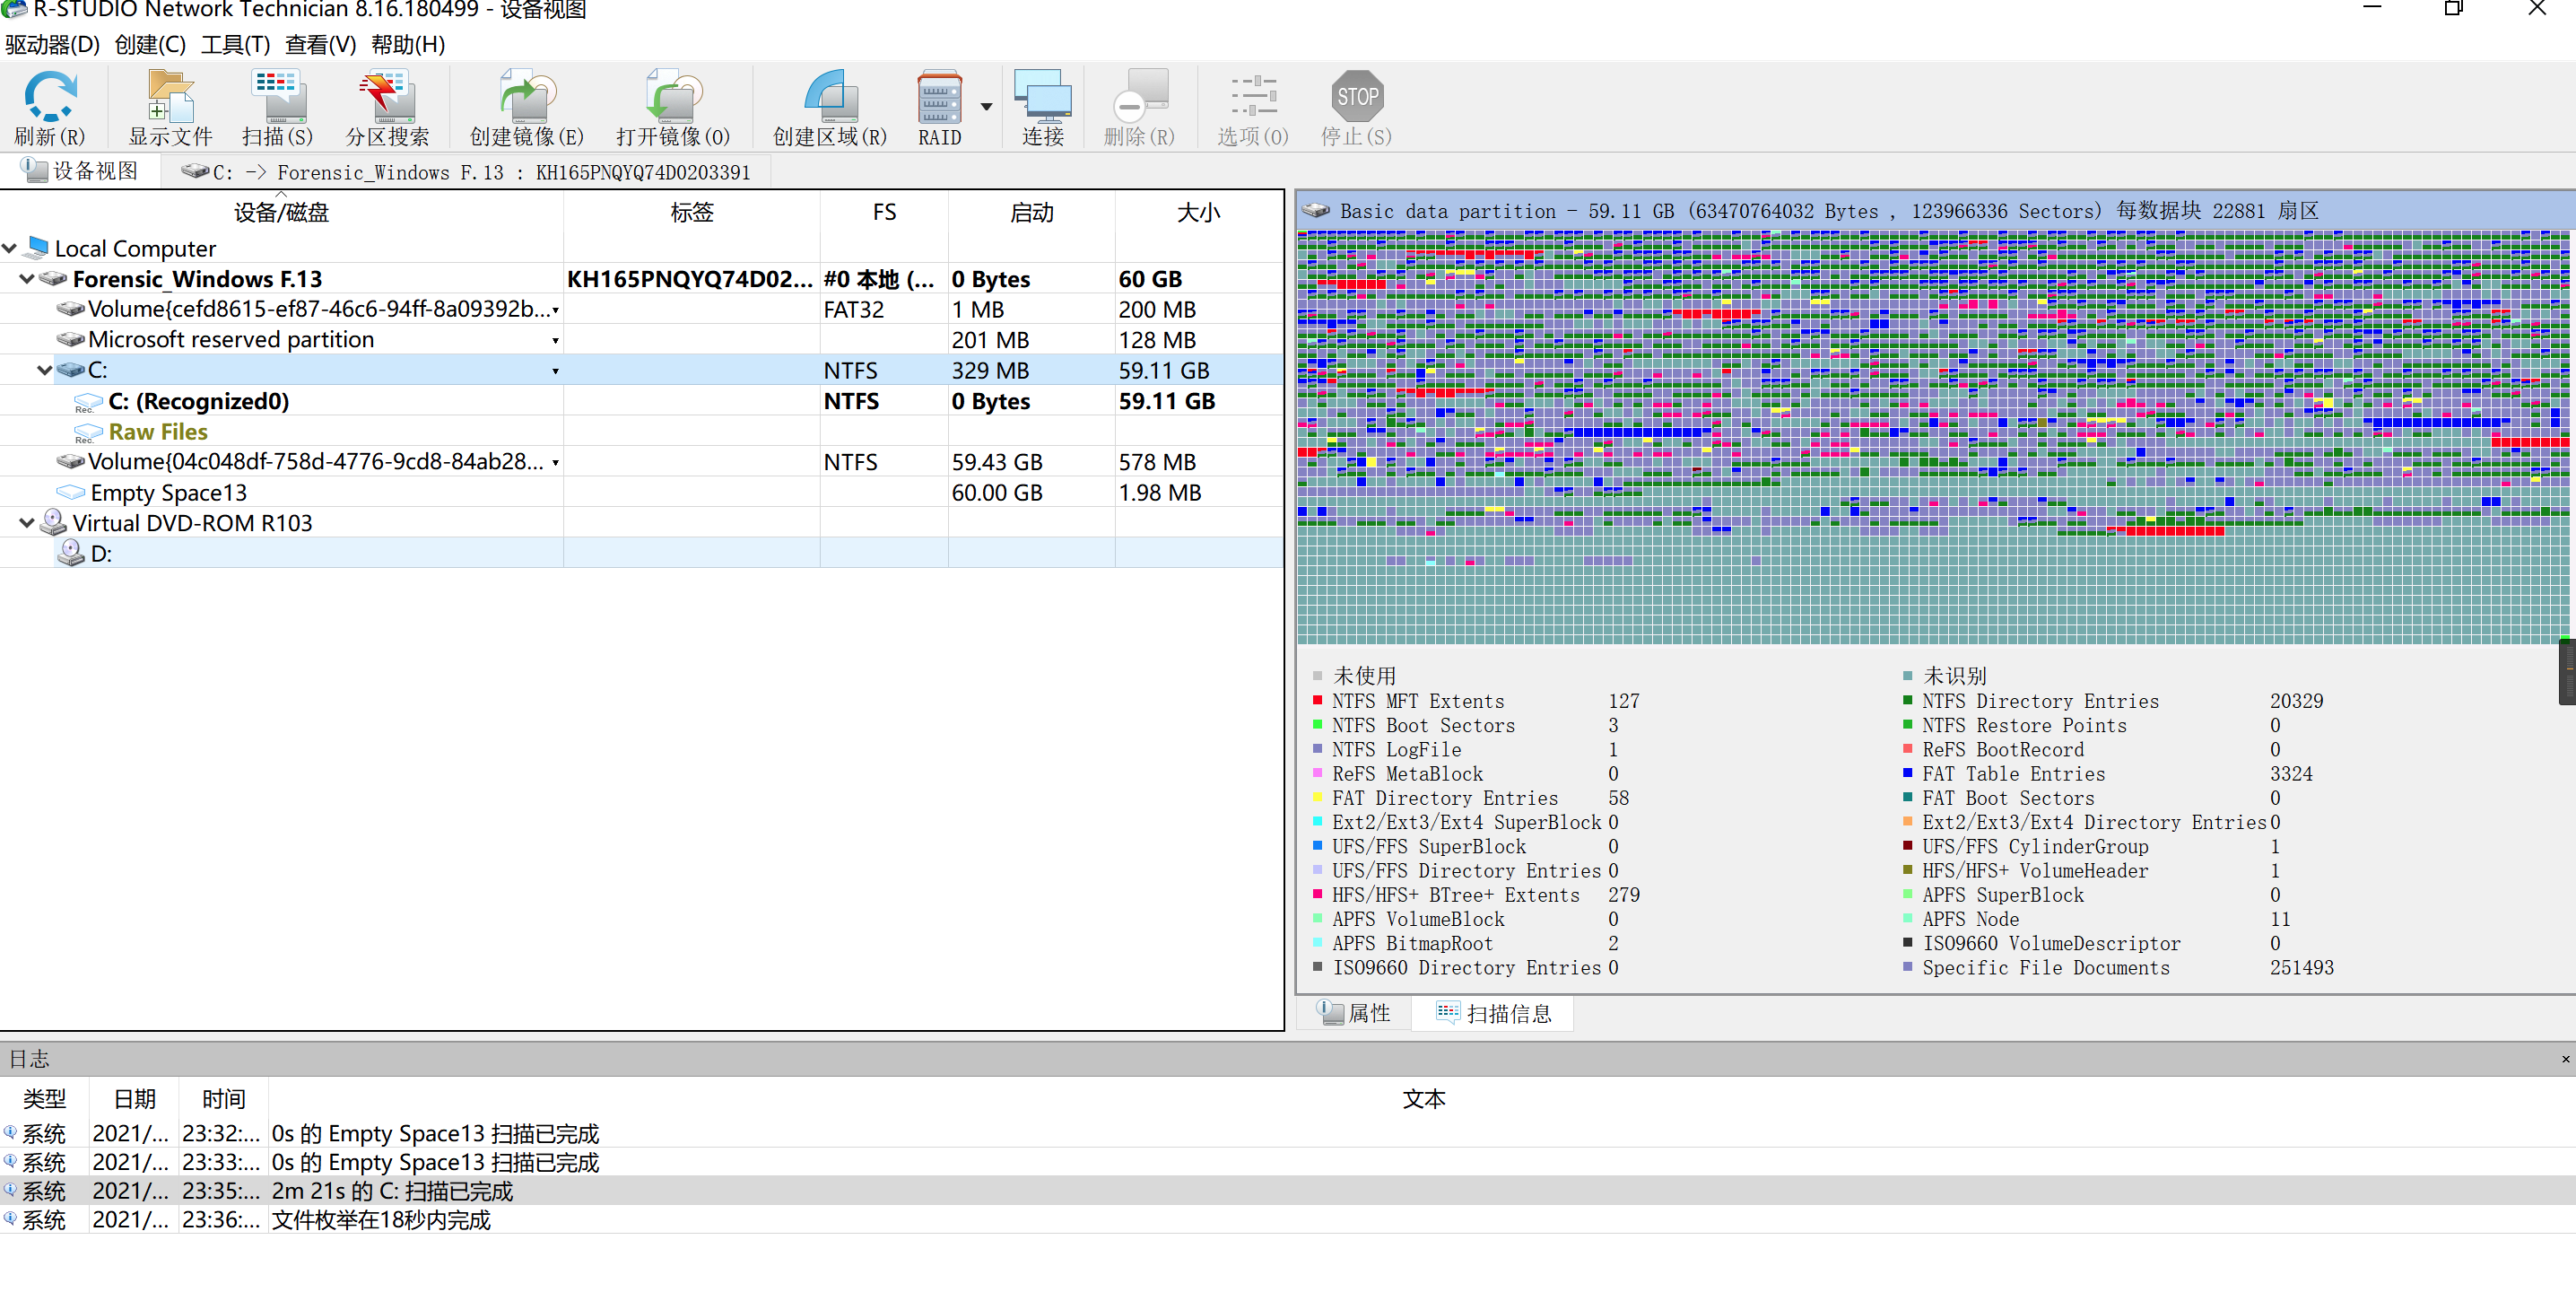 R-STUDIO Network Technician 8.16.180499 - 设备视图
驱动器(D) 创建(C) 工具(T) 查看(V) 帮助(H)
刷新(R) 显示文件 扫描(S) 分区搜索 创建镜像(E) 打开镜像(O) 创建区域(R) RAID 连接 删除(R) 选项(O) STOP 停止(S)
设备视图 C: -> Forensic_Windows F.13 : KH165PNQYQ74D0203391
设备/磁盘 标签 FS 启动 大小
Local Computer
Forensic_Windows F.13 KH165PNQYQ74D02... #0 本地 (... 0 Bytes 60 GB
Volume{cefd8615-ef87-46c6-94ff-8a09392b... FAT32 1 MB 200 MB
Microsoft reserved partition 201 MB 128 MB
C: NTFS 329 MB 59.11 GB
Rec. C: (Recognized0) NTFS 0 Bytes 59.11 GB
Rec. Raw Files
Volume{04c048df-758d-4776-9cd8-84ab28... NTFS 59.43 GB 578 MB
Empty Space13 60.00 GB 1.98 MB
Virtual DVD-ROM R103
D:
Basic data partition - 59.11 GB (63470764032 Bytes , 123966336 Sectors) 每数据块 22881 扇区
未使用 未识别
NTFS MFT Extents 127 NTFS Directory Entries 20329
NTFS Boot Sectors 3 NTFS Restore Points 0
NTFS LogFile 1 ReFS BootRecord 0
ReFS MetaBlock 0 FAT Table Entries 3324
FAT Directory Entries 58 FAT Boot Sectors 0
Ext2/Ext3/Ext4 SuperBlock 0 Ext2/Ext3/Ext4 Directory Entries 0
UFS/FFS SuperBlock 0 UFS/FFS CylinderGroup 1
UFS/FFS Directory Entries 0 HFS/HFS+ VolumeHeader 1
HFS/HFS+ BTree+ Extents 279 APFS SuperBlock 0
APFS VolumeBlock 0 APFS Node 11
APFS BitmapRoot 2 ISO9660 VolumeDescriptor 0
ISO9660 Directory Entries 0 Specific File Documents 251493
属性 扫描信息
日志
类型 日期 时间 文本
系统 2021/... 23:32:... 0s 的 Empty Space13 扫描已完成
系统 2021/... 23:33:... 0s 的 Empty Space13 扫描已完成
系统 2021/... 23:35:... 2m 21s 的 C: 扫描已完成
系统 2021/... 23:36:... 文件枚举在18秒内完成